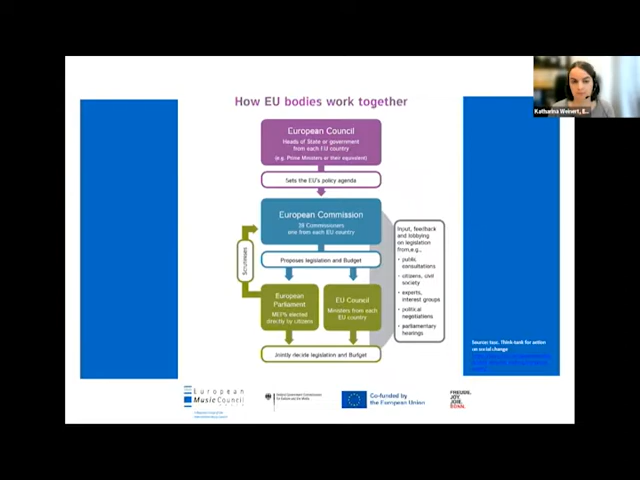 How EU bodies work together
European Council
Heads of State or government
from each EU country
(e.g. Prime Ministers or their equivalent)
Sets the EU's policy agenda
European Commission
28 Commissioners
one from each EU country
Proposes legislation and Budget
Scrutinises
European
Parliament
MEPs elected
directly by citizens
EU Council
Ministers from each
EU country
Jointly decide legislation and Budget
Input, feedback
and lobbying
on legislation
from, e.g.,
• public
consultations
• citizens, civil
society
• experts,
interest groups
• political
negotiations
• parliamentary
hearings
Think-tank for action
on social change
European
Music Council
Co-funded by
the European Union
FREUDE.
JOY.
JOIE.
BONN.
Katharina Weinert, E...